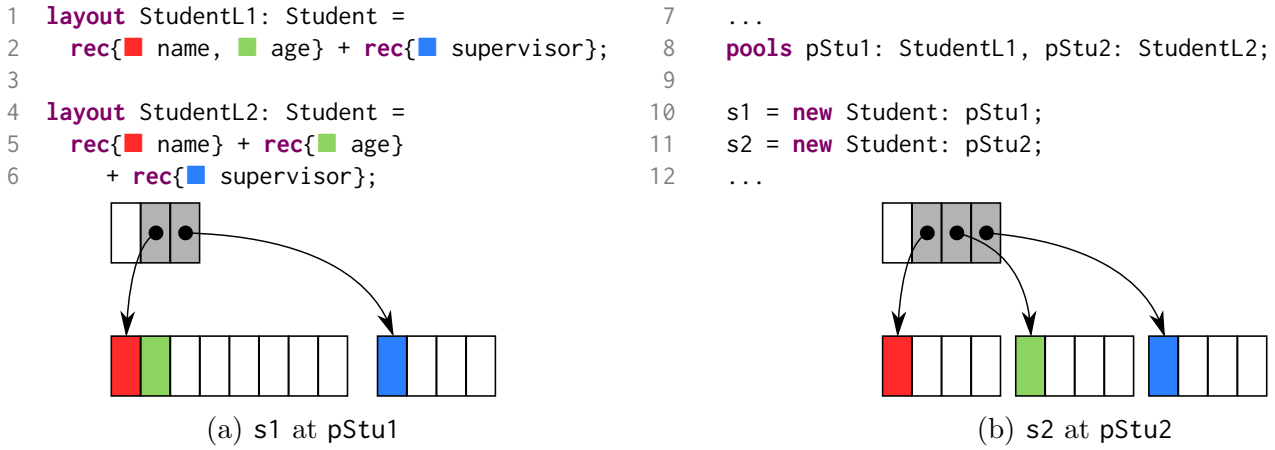 1 layout StudentL1: Student =
2 rec{ name, age} + rec{ supervisor};
3
4 layout StudentL2: Student =
5 rec{ name} + rec{ age}
6 + rec{ supervisor};
7 ...
8 pools pStu1: StudentL1, pStu2: StudentL2;
9
10 s1 = new Student: pStu1;
11 s2 = new Student: pStu2;
12 ...
(a) s1 at pStu1
(b) s2 at pStu2